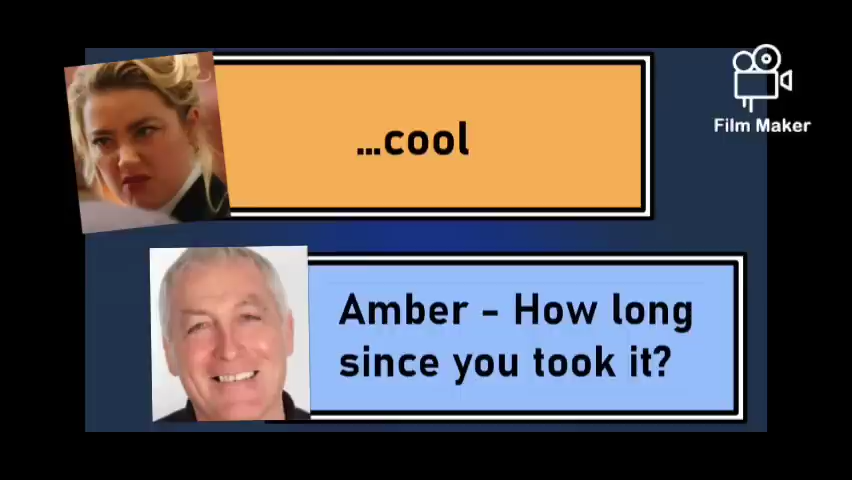 ...cool
Film Maker
Amber - How long
since you took it?